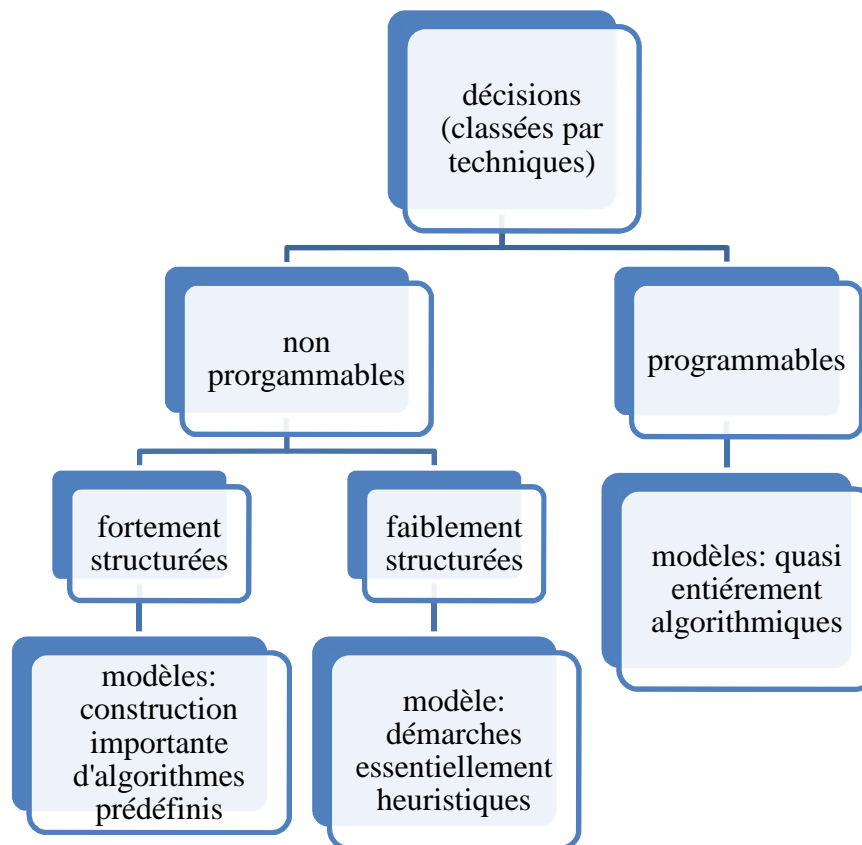 décisions
(classées par
techniques)
non
prorgammables
programmables
fortement
structurées
faiblement
structurées
modèles: quasi
entiérement
algorithmiques
modèles:
construction
importante
d'algorithmes
prédéfinis
modèle:
démarches
essentiellement
heuristiques